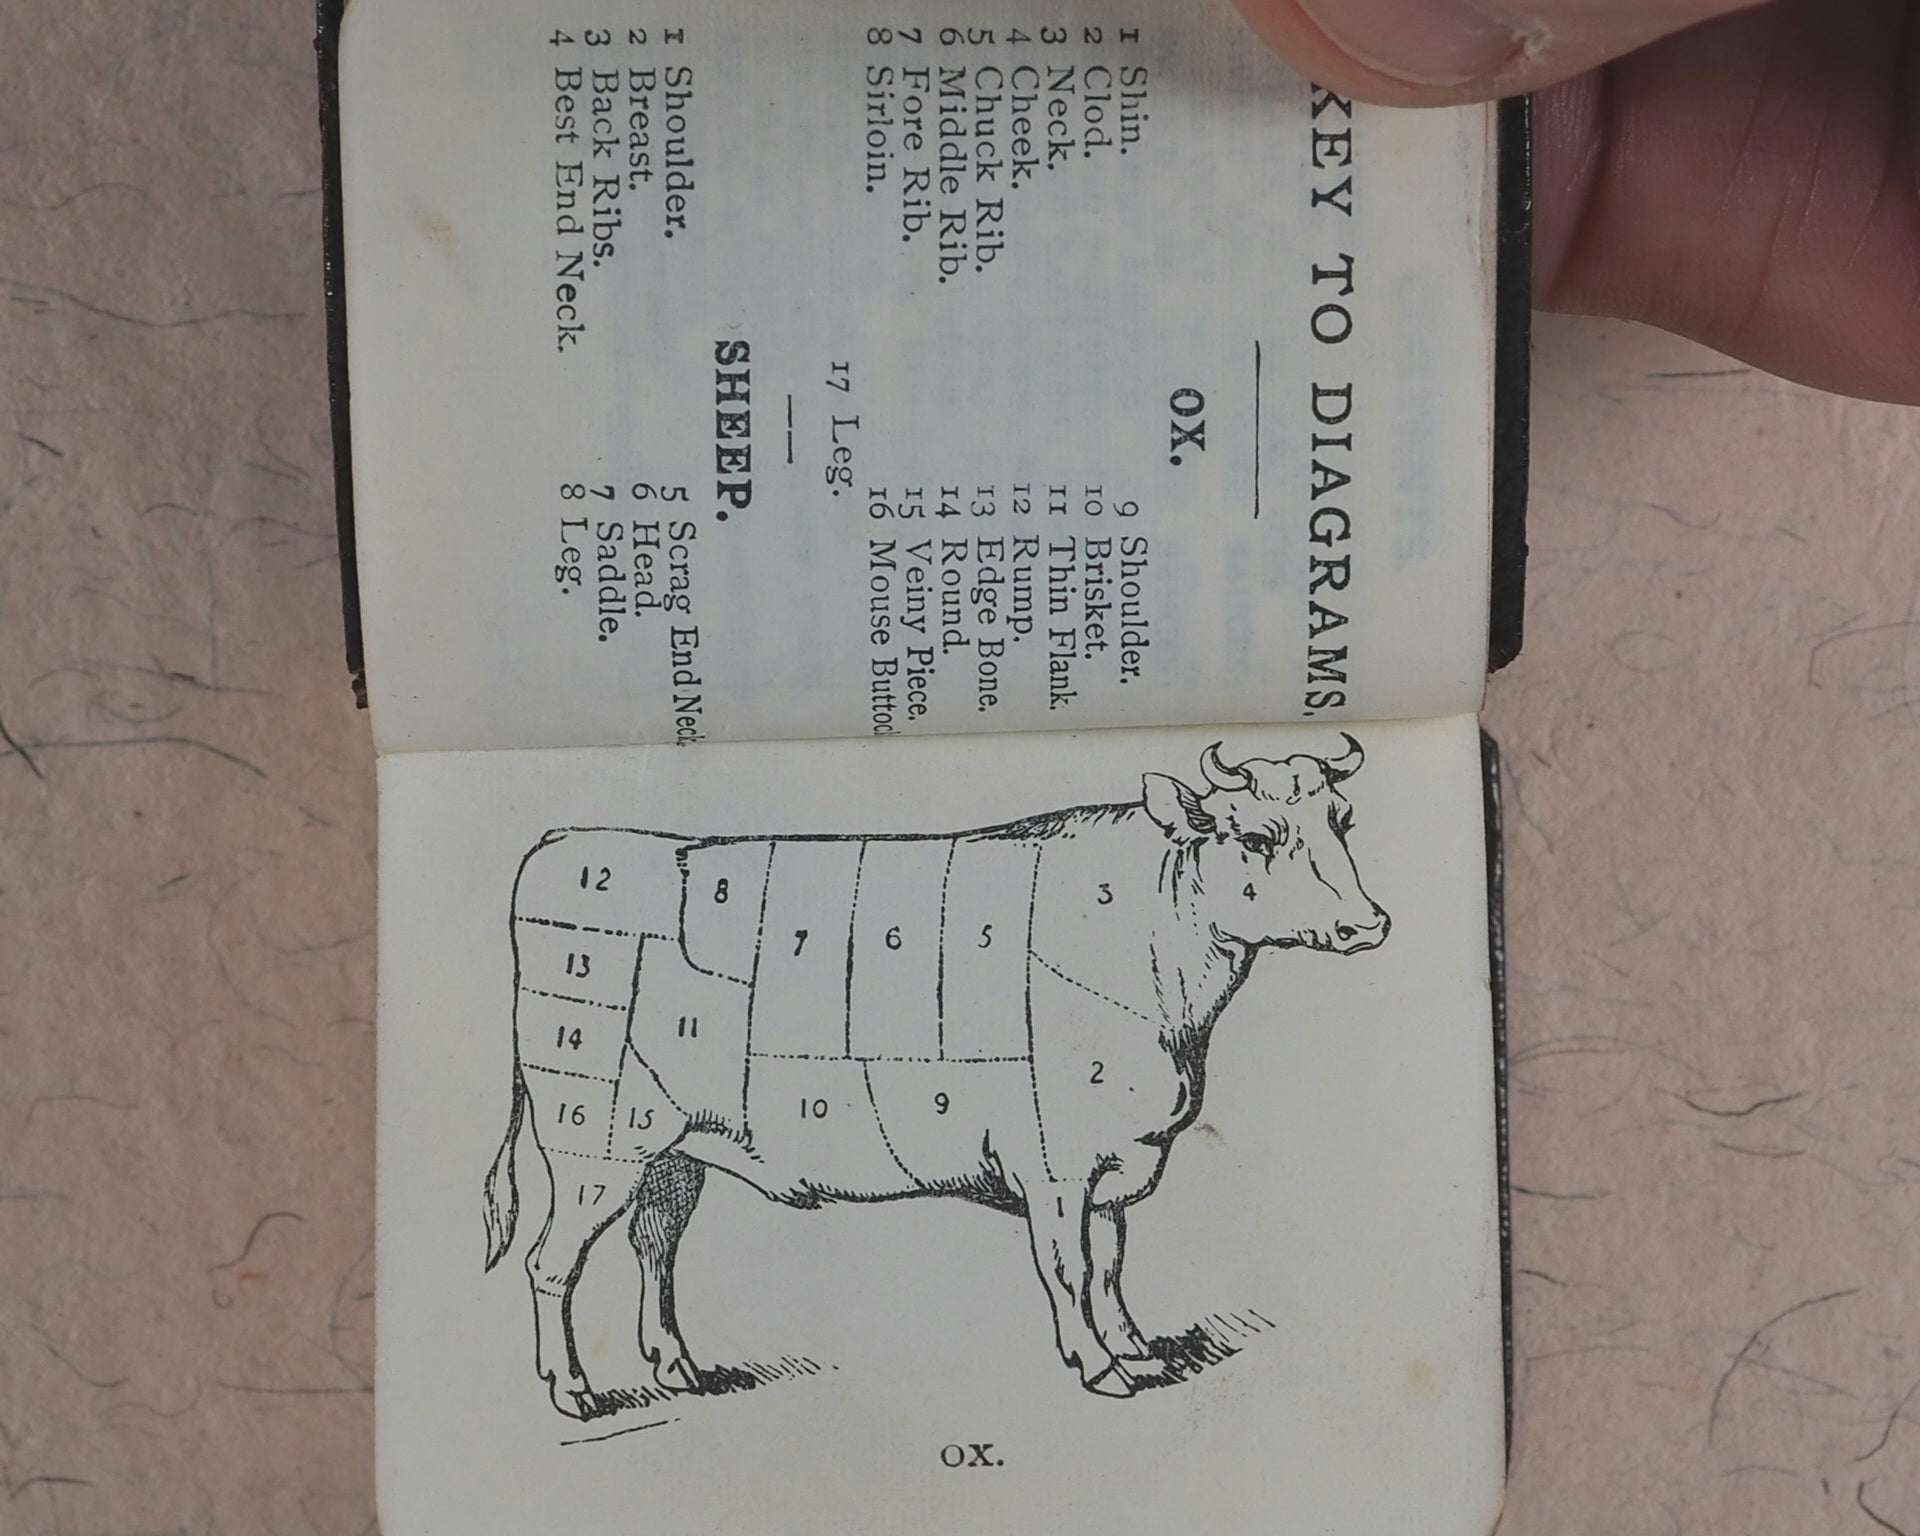 KEY TO DIAGRAMS.
OX.
1 Shin.
2 Clod.
3 Neck.
4 Cheek.
5 Chuck Rib.
6 Middle Rib.
7 Fore Rib.
8 Sirloin.
9 Shoulder.
10 Brisket.
11 Thin Flank.
12 Rump.
13 Edge Bone.
14 Round.
15 Veiny Piece.
16 Mouse Buttoc
17 Leg.
SHEEP.
1 Shoulder.
2 Breast.
3 Back Ribs.
4 Best End Neck.
5 Scrag End Neck.
6 Head.
7 Saddle.
8 Leg.
12
8
7
6
5
3
4
13
14
11
2
16
15
10
9
17
1
OX.